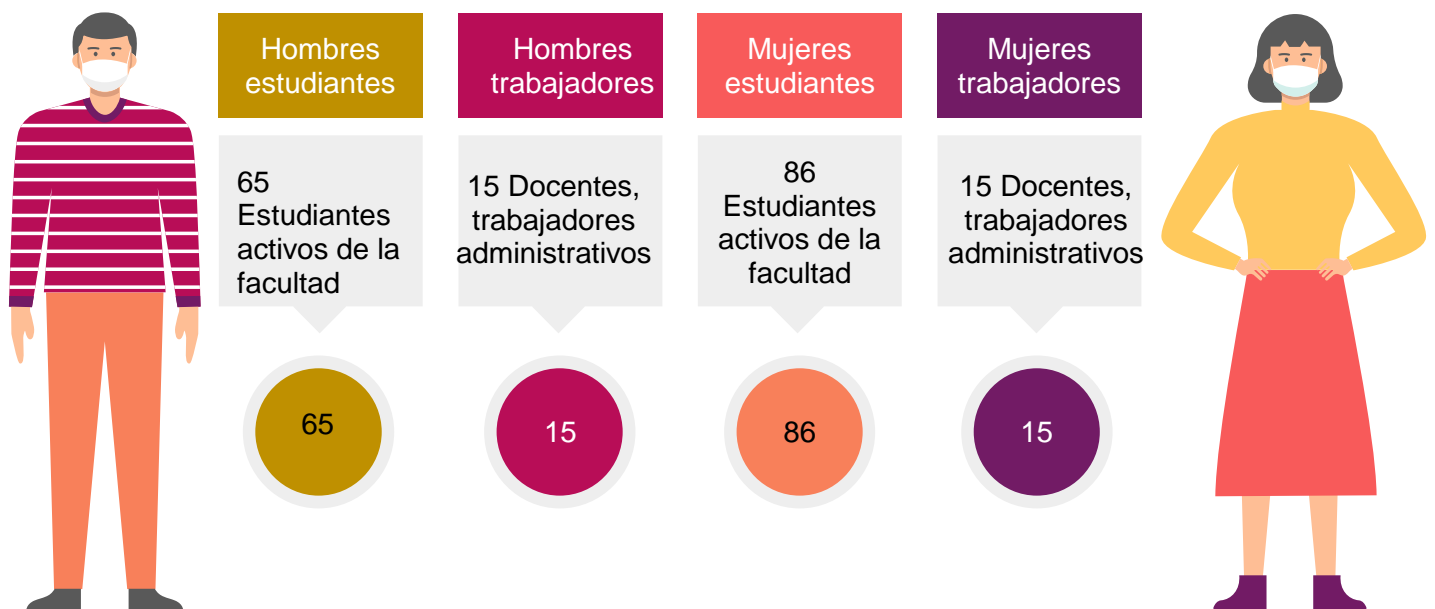 Hombres
estudiantes
Hombres
trabajadores
Mujeres
estudiantes
Mujeres
trabajadores
65
Estudiantes
activos de la
facultad
15 Docentes,
trabajadores
administrativos
86
Estudiantes
activos de la
facultad
15 Docentes,
trabajadores
administrativos
65
15
86
15